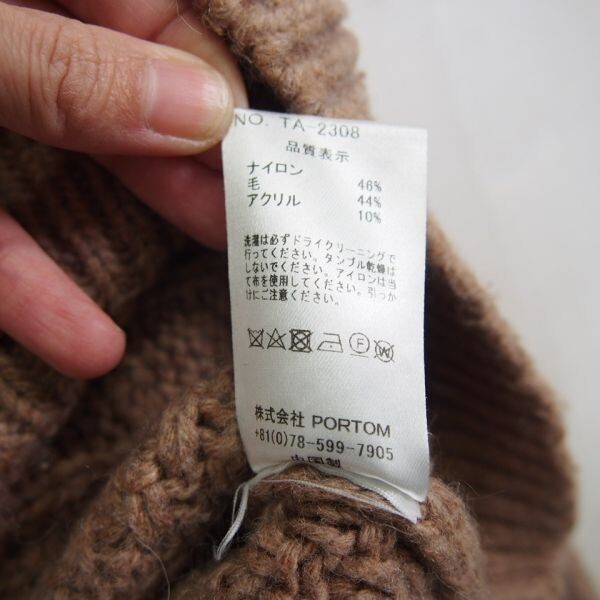 NO. TA-2308
品質表示
ナイロン 46%
毛 44%
アクリル 10%
洗濯は必ずドライクリーニングで
行ってください。タンブル乾燥は
しないでください。アイロンは当
て布を使用してください。引っか
けにご注意ください。
株式会社 PORTOM
+81(0)78-599-7905
中国製